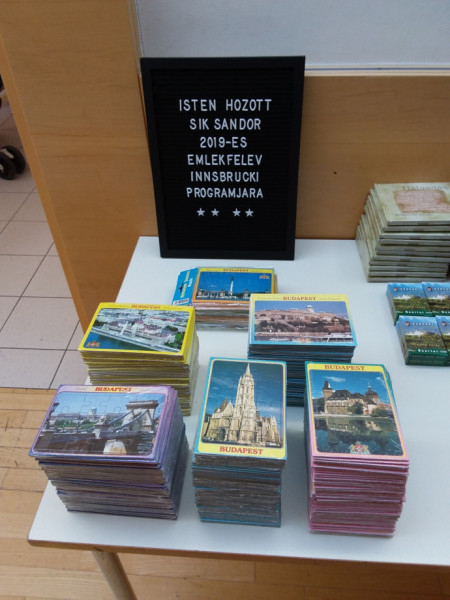 ISTEN HOZOTT
SIK SANDOR
2019-ES
EMLEKFELEV
INNSBRUCKI
PROGRAMJARA
BUDAPEST
BUDAPEST
BUDAPEST
BUDAPEST
BUDAPEST
BUDAPEST